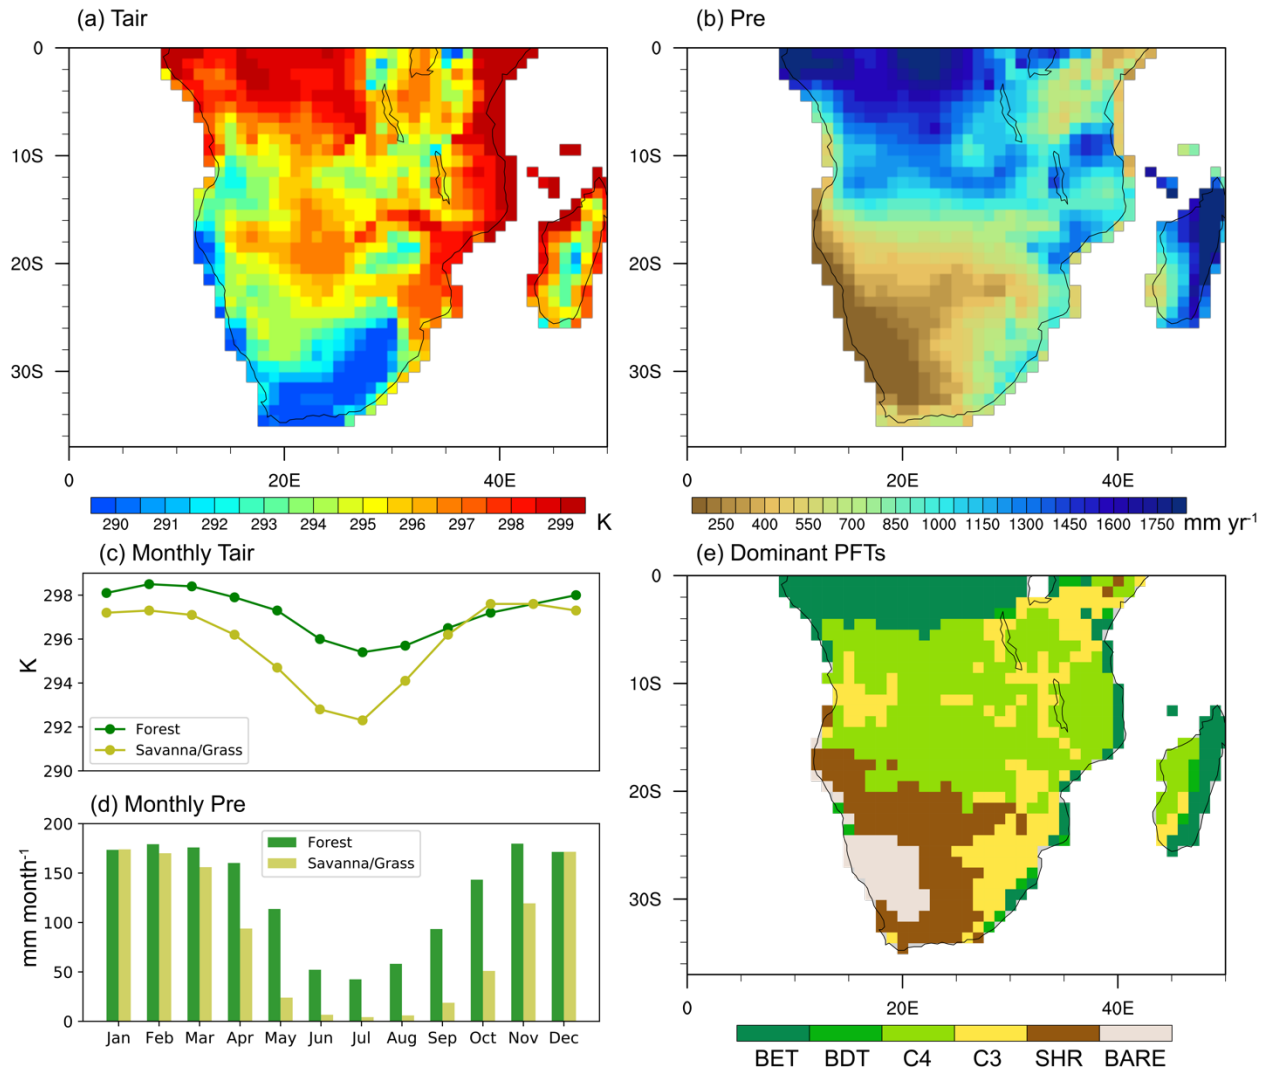 (a) Tair
(b) Pre
0
10S
20S
30S
0
20E
40E
0
10S
20S
30S
0
20E
40E
290 291 292 293 294 295 296 297 298 299 K
250 400 550 700 850 1000 1150 1300 1450 1600 1750 mm yr⁻¹
(c) Monthly Tair
298
296
294
292
290
K
Forest
Savanna/Grass
(d) Monthly Pre
200
150
100
50
0
mm month⁻¹
Forest
Savanna/Grass
Jan Feb Mar Apr May Jun Jul Aug Sep Oct Nov Dec
(e) Dominant PFTs
0
10S
20S
30S
0
20E
40E
BET BDT C4 C3 SHR BARE